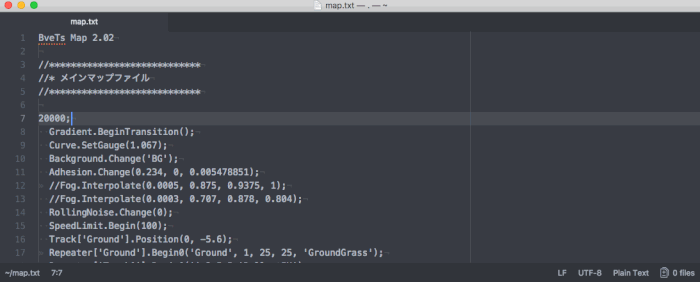 map.txt — . — ~
map.txt
1 BveTs Map 2.02
2
3 //****************************
4 //* メインマップファイル
5 //****************************
6
7 20000;
8 Gradient.BeginTransition();
9 Curve.SetGauge(1.067);
10 Background.Change('BG');
11 Adhesion.Change(0.234, 0, 0.005478851);
12 //Fog.Interpolate(0.0005, 0.875, 0.9375, 1);
13 //Fog.Interpolate(0.0003, 0.707, 0.878, 0.804);
14 RollingNoise.Change(0);
15 SpeedLimit.Begin(100);
16 Track['Ground'].Position(0, -5.6);
17 Repeater['Ground'].Begin0('Ground', 1, 25, 25, 'GroundGrass');
~/map.txt 7:7 LF UTF-8 Plain Text 0 files